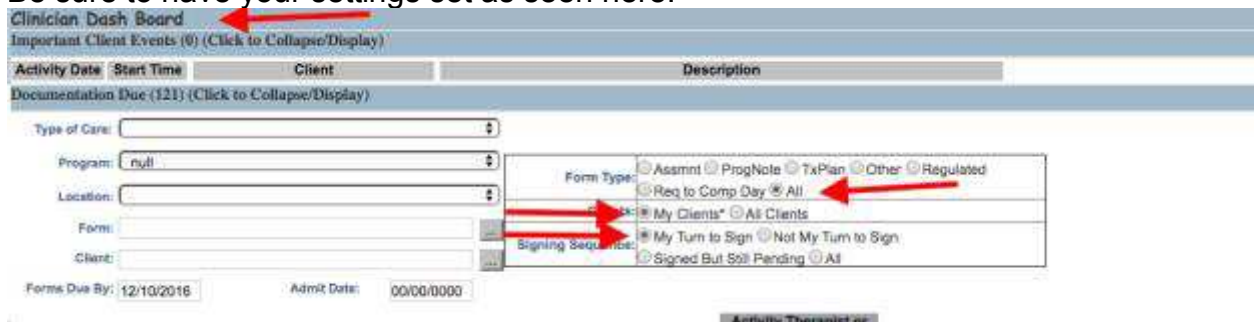 Be sure to have your settings set as seen here:
Clinician Dash Board
Important Client Events (0) (Click to Collapse/Display)
Activity Date Start Time Client Description
Documentation Due (121) (Click to Collapse/Display)
Type of Care:
Program: null
Location:
Form:
Client:
Forms Due By: 12/10/2016 Admit Date: 00/00/0000
Form Type: Assmnt ProgNote TxPlan Other Regulated
Req to Comp Day All
My Clients* All Clients
Signing Sequence: My Turn to Sign Not My Turn to Sign
Signed But Still Pending All
Activity Therapist or